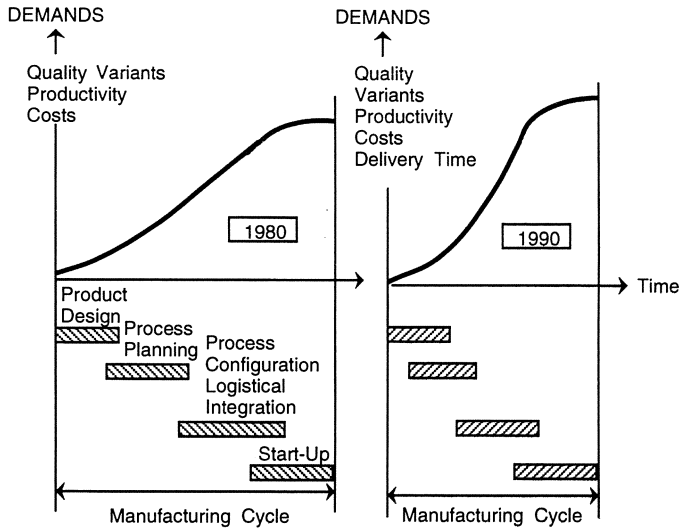 DEMANDS
Quality Variants
Productivity
Costs
1980
Product
Design
Process
Planning
Process
Configuration
Logistical
Integration
Start-Up
Manufacturing Cycle
DEMANDS
Quality
Variants
Productivity
Costs
Delivery Time
1990
Time
Manufacturing Cycle